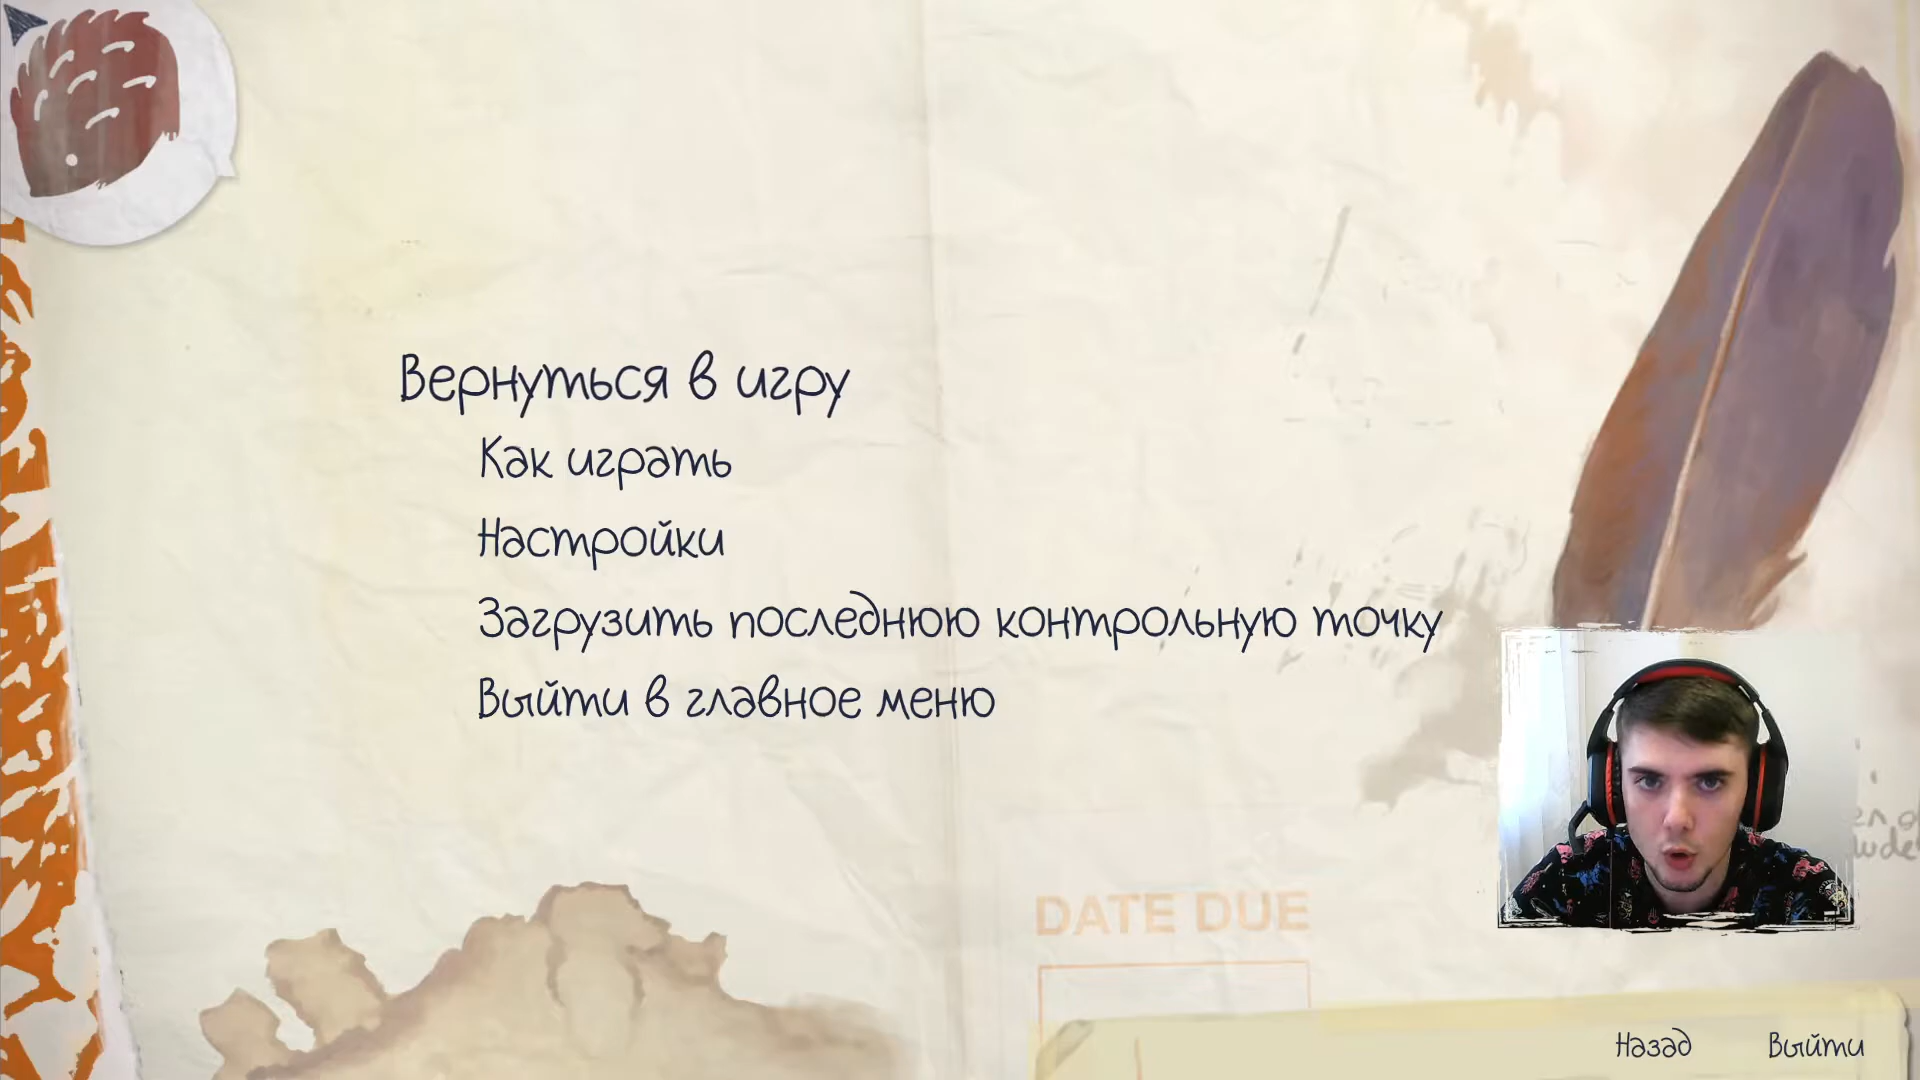 Вернуться в игру
Как играть
Настройки
Загрузить последнюю контрольную точку
Выйти в главное меню
DATE DUE
Назад
Выйти